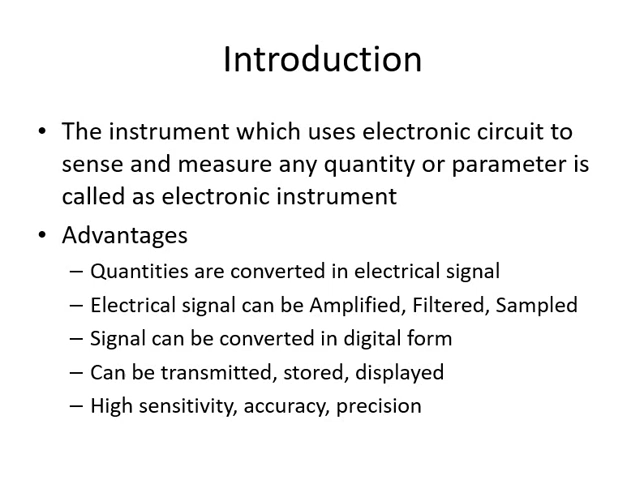 Introduction
• The instrument which uses electronic circuit to
sense and measure any quantity or parameter is
called as electronic instrument
• Advantages
– Quantities are converted in electrical signal
– Electrical signal can be Amplified, Filtered, Sampled
– Signal can be converted in digital form
– Can be transmitted, stored, displayed
– High sensitivity, accuracy, precision